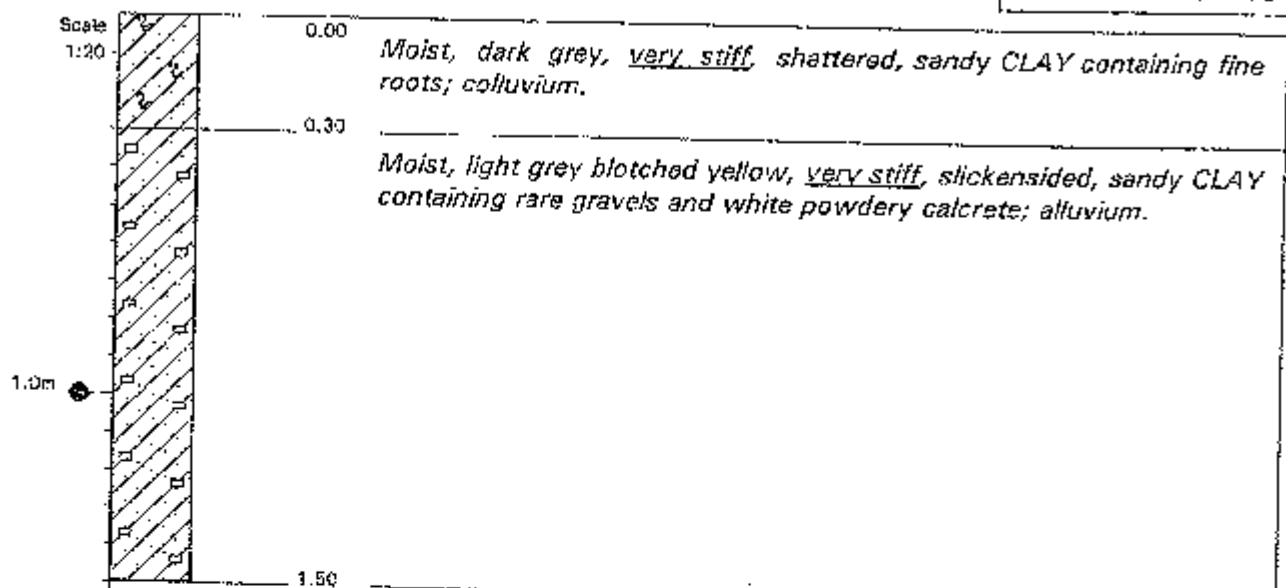 Scale
1:20
0.00
Moist, dark grey, very stiff, shattered, sandy CLAY containing fine
roots; colluvium.
0.30
Moist, light grey blotched yellow, very stiff, slickensided, sandy CLAY
containing rare gravels and white powdery calcrete; alluvium.
1.0m
1.50